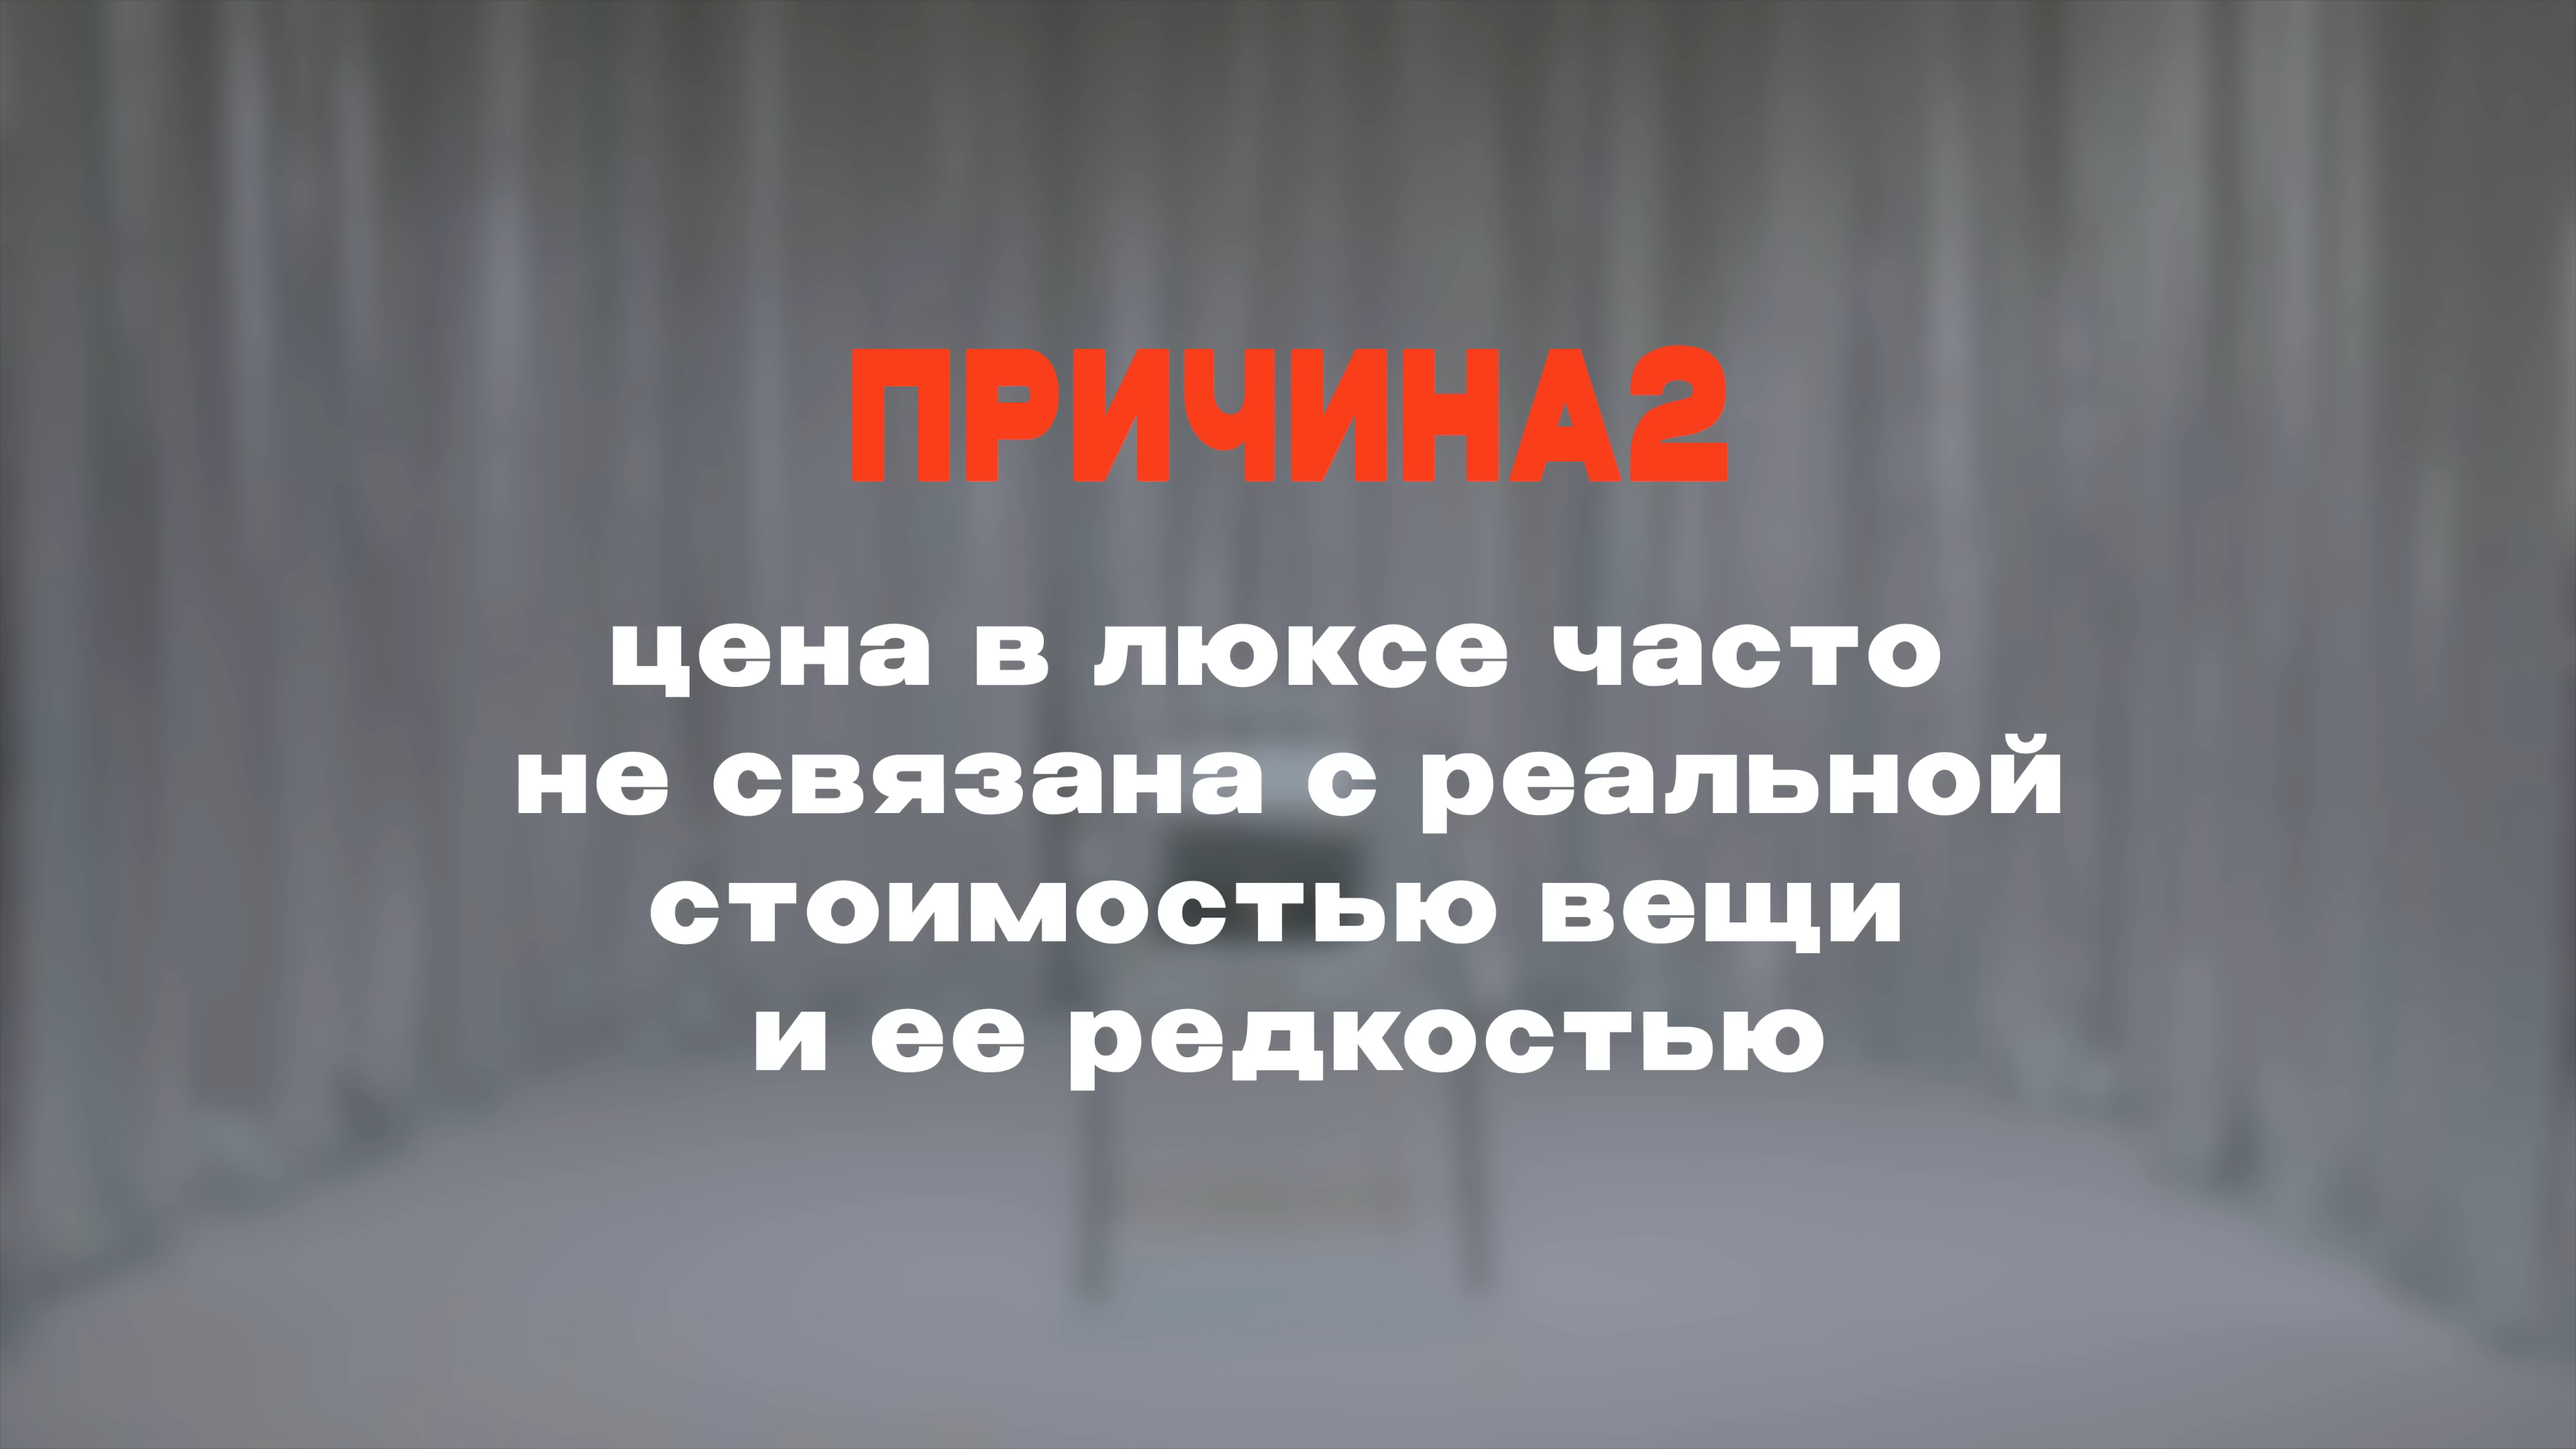 ПРИЧИНА2
цена в люксе часто
не связана с реальной
стоимостью вещи
и ее редкостью